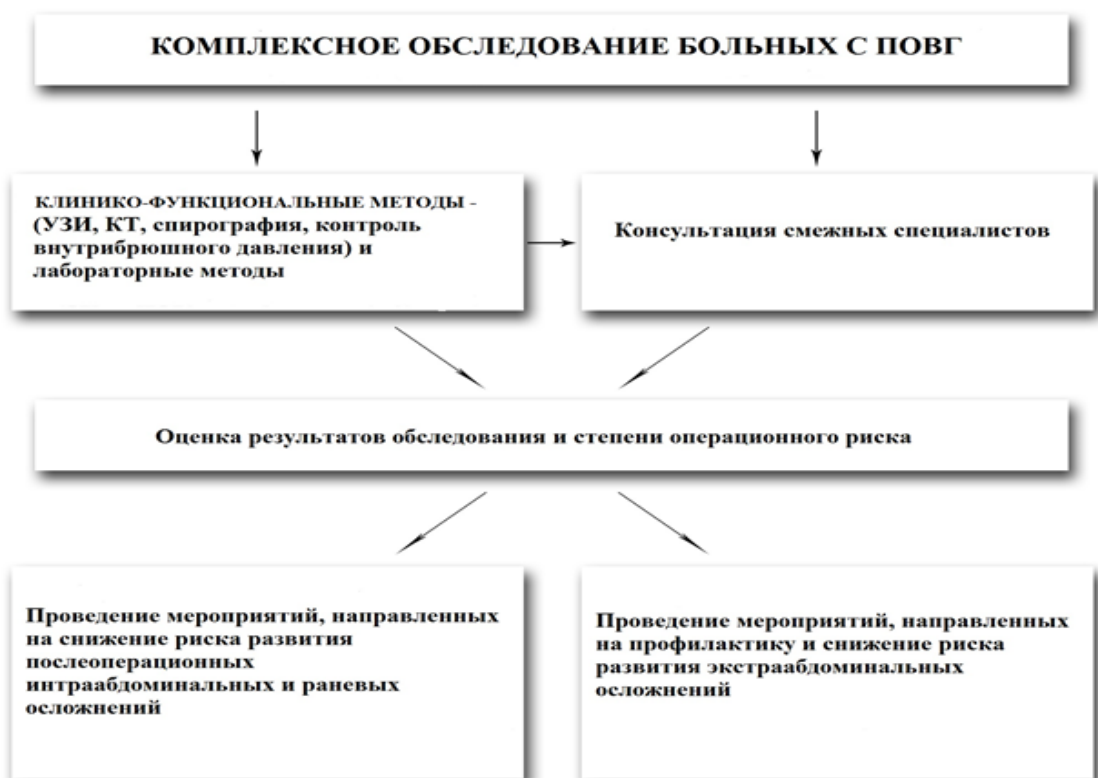 КОМПЛЕКСНОЕ ОБСЛЕДОВАНИЕ БОЛЬНЫХ С ПОВГ
КЛИНИКО-ФУНКЦИОНАЛЬНЫЕ МЕТОДЫ -
(УЗИ, КТ, спирография, контроль
внутрибрюшного давления) и
лабораторные методы
Консультация смежных специалистов
Оценка результатов обследования и степени операционного риска
Проведение мероприятий, направленных
на снижение риска развития
послеоперационных
интраабдоминальных и раневых
осложнений
Проведение мероприятий, направленных
на профилактику и снижение риска
развития экстраабдоминальных
осложнений